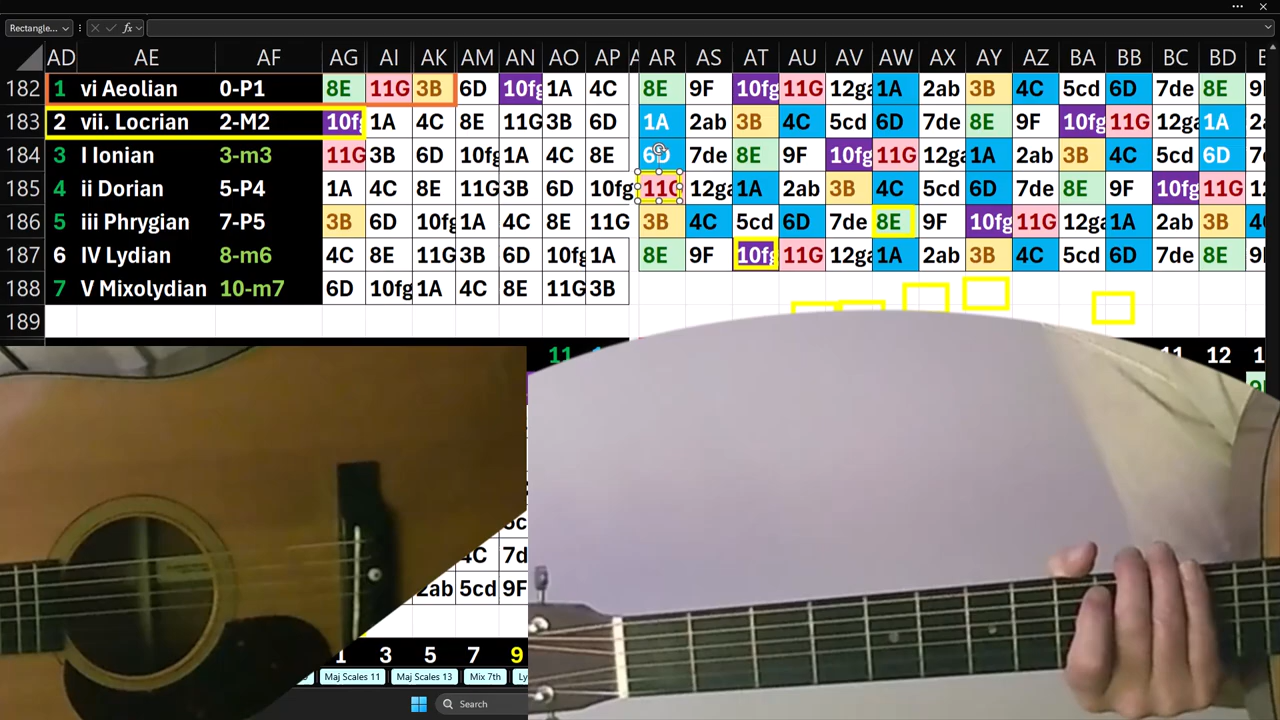 Rectangle... fx
AD AE AF AG AI AK AM AN AO AP A AR AS AT AU AV AW AX AY AZ BA BB BC BD
182 1 vi Aeolian 0-P1 8E 11G 3B 6D 10fg 1A 4C 8E 9F 10fg 11G 12ga 1A 2ab 3B 4C 5cd 6D 7de 8E
183 2 vii. Locrian 2-M2 10fg 1A 4C 8E 11G 3B 6D 1A 2ab 3B 4C 5cd 6D 7de 8E 9F 10fg 11G 12ga 1A
184 3 I Ionian 3-m3 11G 3B 6D 10fg 1A 4C 8E 6D 7de 8E 9F 10fg 11G 12ga 1A 2ab 3B 4C 5cd 6D
185 4 ii Dorian 5-P4 1A 4C 8E 11G 3B 6D 10fg 11G 12ga 1A 2ab 3B 4C 5cd 6D 7de 8E 9F 10fg 11G
186 5 iii Phrygian 7-P5 3B 6D 10fg 1A 4C 8E 11G 3B 4C 5cd 6D 7de 8E 9F 10fg 11G 12ga 1A 2ab 3B
187 6 IV Lydian 8-m6 4C 8E 11G 3B 6D 10fg 1A 8E 9F 10fg 11G 12ga 1A 2ab 3B 4C 5cd 6D 7de 8E
188 7 V Mixolydian 10-m7 6D 10fg 1A 4C 8E 11G 3B
189
11 11 12
4C 7d
2ab 5cd 9F
1 3 5 7 9
Maj Scales 11 Maj Scales 13 Mix 7th
Search